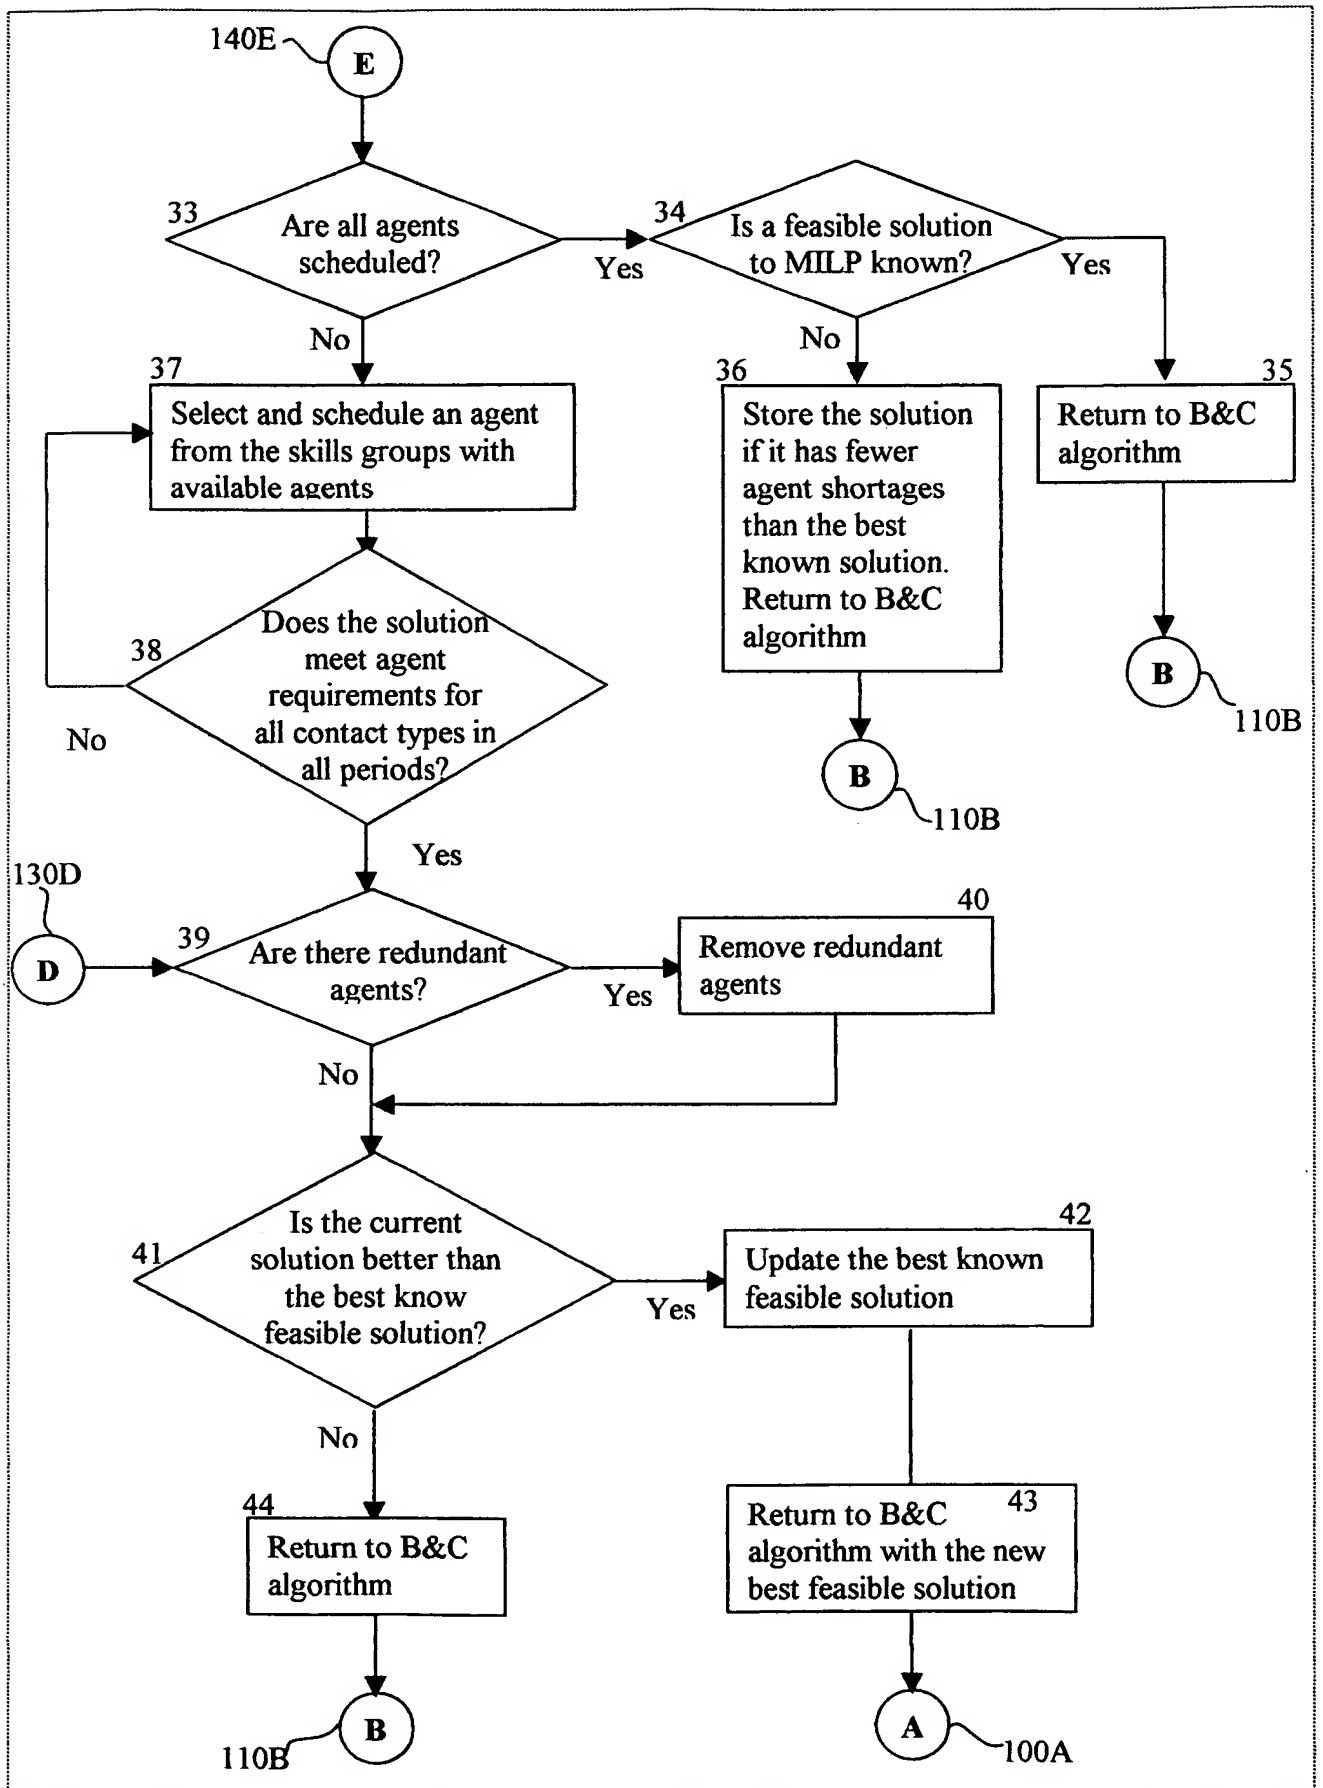 140E
E
33
Are all agents
scheduled?
Yes
34
Is a feasible solution
to MILP known?
Yes
No
No
37
Select and schedule an agent
from the skills groups with
available agents
36
Store the solution
if it has fewer
agent shortages
than the best
known solution.
Return to B&C
algorithm
35
Return to B&C
algorithm
B
110B
B
110B
38
Does the solution
meet agent
requirements for
all contact types in
all periods?
No
Yes
130D
D
39
Are there redundant
agents?
Yes
40
Remove redundant
agents
No
41
Is the current
solution better than
the best know
feasible solution?
Yes
42
Update the best known
feasible solution
No
44
Return to B&C
algorithm
43
Return to B&C
algorithm with the new
best feasible solution
B
110B
A
100A